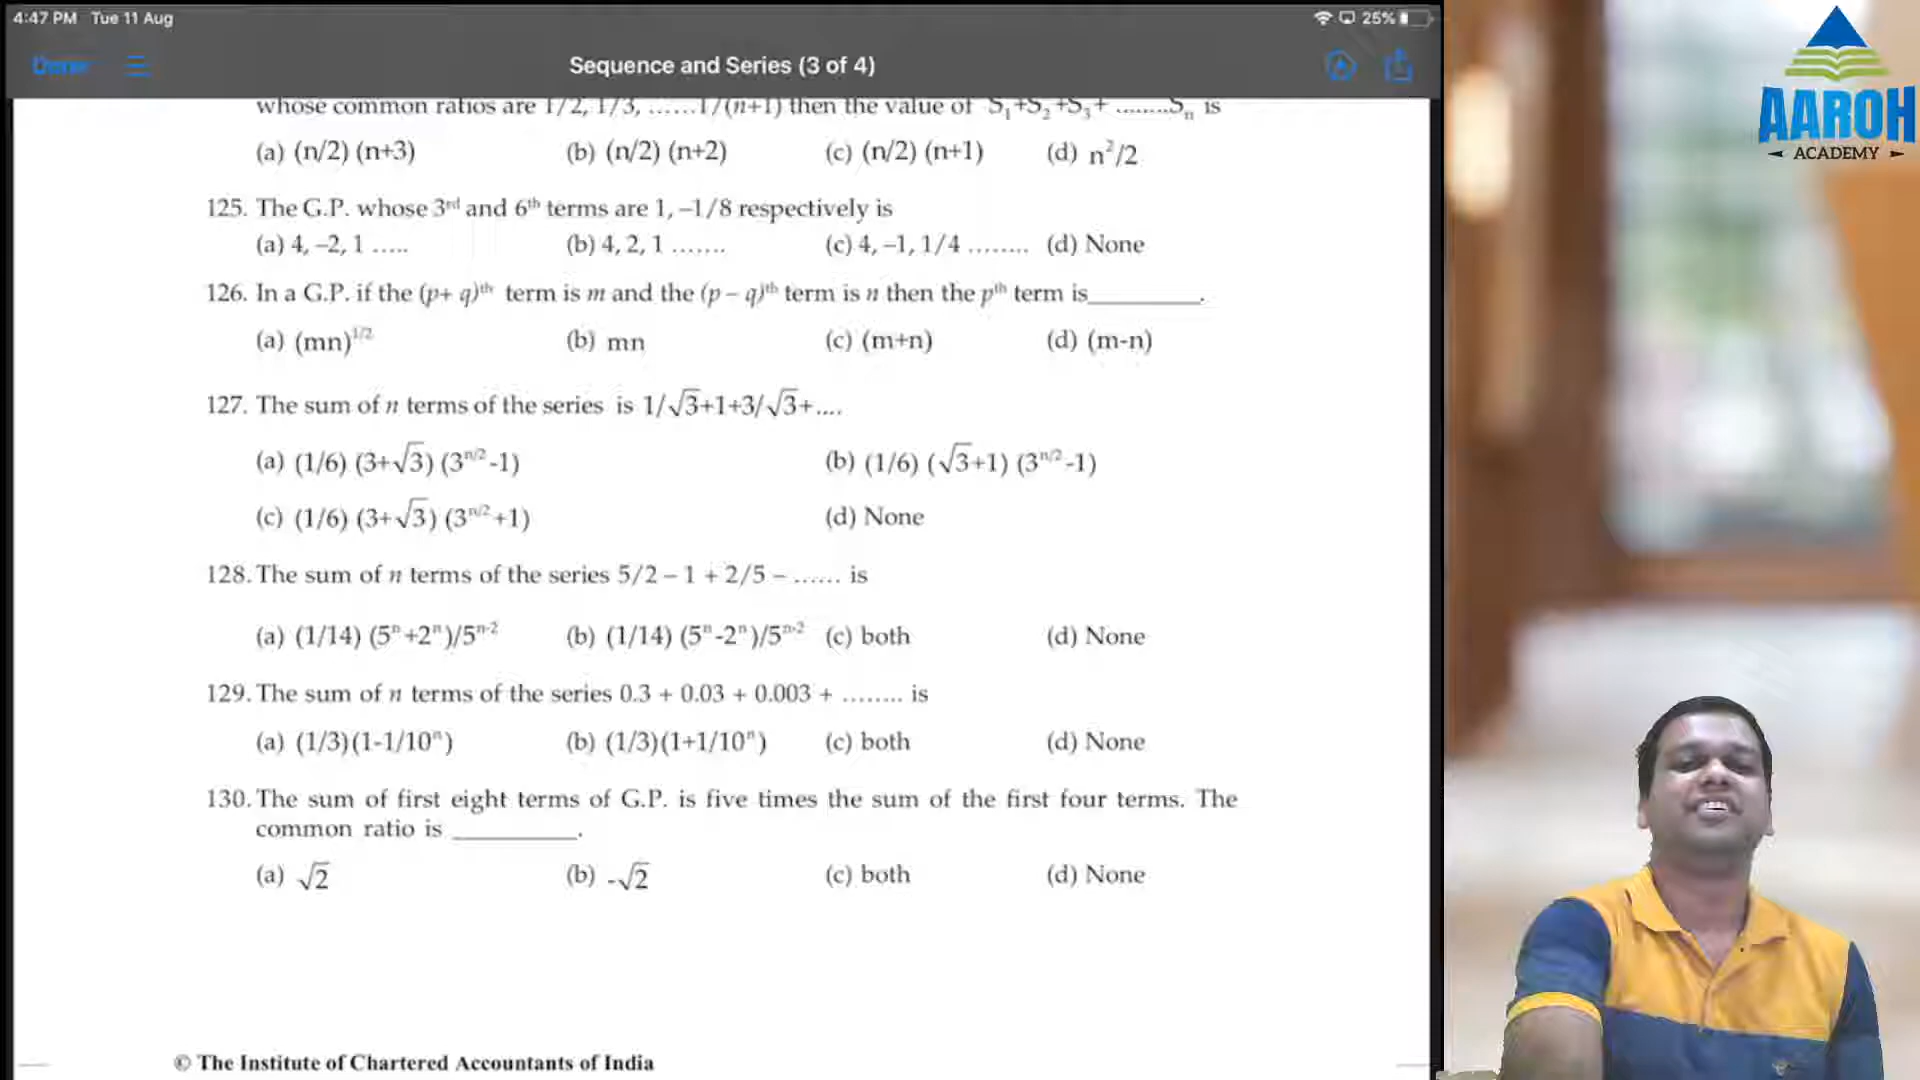 4:47 PM Tue 11 Aug
25%
Done
Sequence and Series (3 of 4)
AAROH
ACADEMY
whose common ratios are 1/2, 1/3, ……1/(n+1) then the value of S₁+S₂+S₃+ ........Sₙ is
(a) (n/2) (n+3) (b) (n/2) (n+2) (c) (n/2) (n+1) (d) n²/2
125. The G.P. whose 3rd and 6th terms are 1, –1/8 respectively is
(a) 4, –2, 1 ….. (b) 4, 2, 1 ……. (c) 4, –1, 1/4 …….. (d) None
126. In a G.P. if the (p+ q)th term is m and the (p – q)th term is n then the pth term is__________.
(a) (mn)^1/2 (b) mn (c) (m+n) (d) (m-n)
127. The sum of n terms of the series is 1/√3+1+3/√3+....
(a) (1/6) (3+√3) (3^n/2 -1) (b) (1/6) (√3+1) (3^n/2 -1)
(c) (1/6) (3+√3) (3^n/2 +1) (d) None
128. The sum of n terms of the series 5/2 – 1 + 2/5 – …… is
(a) (1/14) (5ⁿ+2ⁿ)/5ⁿ⁻² (b) (1/14) (5ⁿ-2ⁿ)/5ⁿ⁻² (c) both (d) None
129. The sum of n terms of the series 0.3 + 0.03 + 0.003 + …….. is
(a) (1/3)(1-1/10ⁿ) (b) (1/3)(1+1/10ⁿ) (c) both (d) None
130. The sum of first eight terms of G.P. is five times the sum of the first four terms. The
common ratio is ___________.
(a) √2 (b) -√2 (c) both (d) None
© The Institute of Chartered Accountants of India